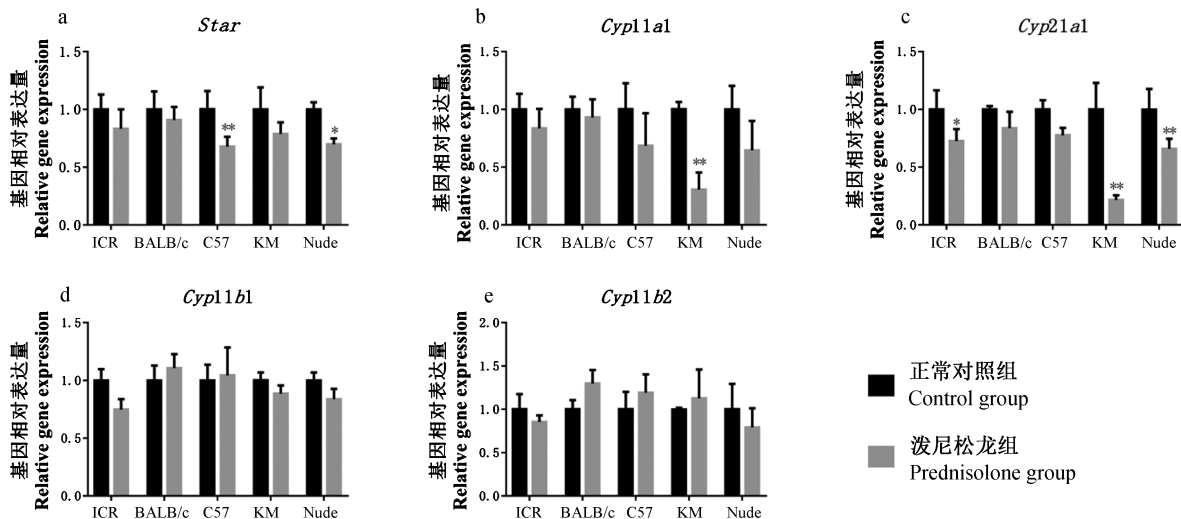 a
Star
基因相对表达量
Relative gene expression
1.5
1.0
0.5
0.0
**
*
ICR BALB/c C57 KM Nude
b
Cyp11a1
基因相对表达量
Relative gene expression
1.5
1.0
0.5
0.0
**
ICR BALB/c C57 KM Nude
c
Cyp21a1
基因相对表达量
Relative gene expression
1.5
1.0
0.5
0.0
*
**
**
ICR BALB/c C57 KM Nude
d
Cyp11b1
基因相对表达量
Relative gene expression
1.5
1.0
0.5
0.0
ICR BALB/c C57 KM Nude
e
Cyp11b2
基因相对表达量
Relative gene expression
2.0
1.5
1.0
0.5
0.0
ICR BALB/c C57 KM Nude
正常对照组
Control group
泼尼松龙组
Prednisolone group